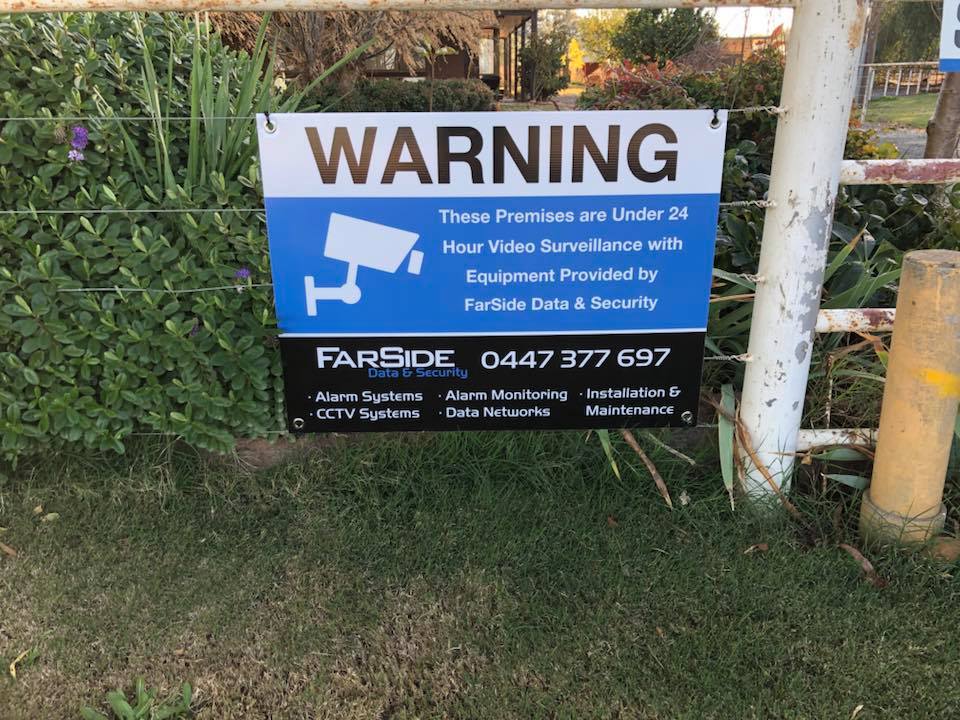 WARNING
These Premises are Under 24
Hour Video Surveillance with
Equipment Provided by
FarSide Data & Security
FARSIDE 0447 377 697
Data & Security
· Alarm Systems · Alarm Monitoring · Installation &
· CCTV Systems · Data Networks Maintenance